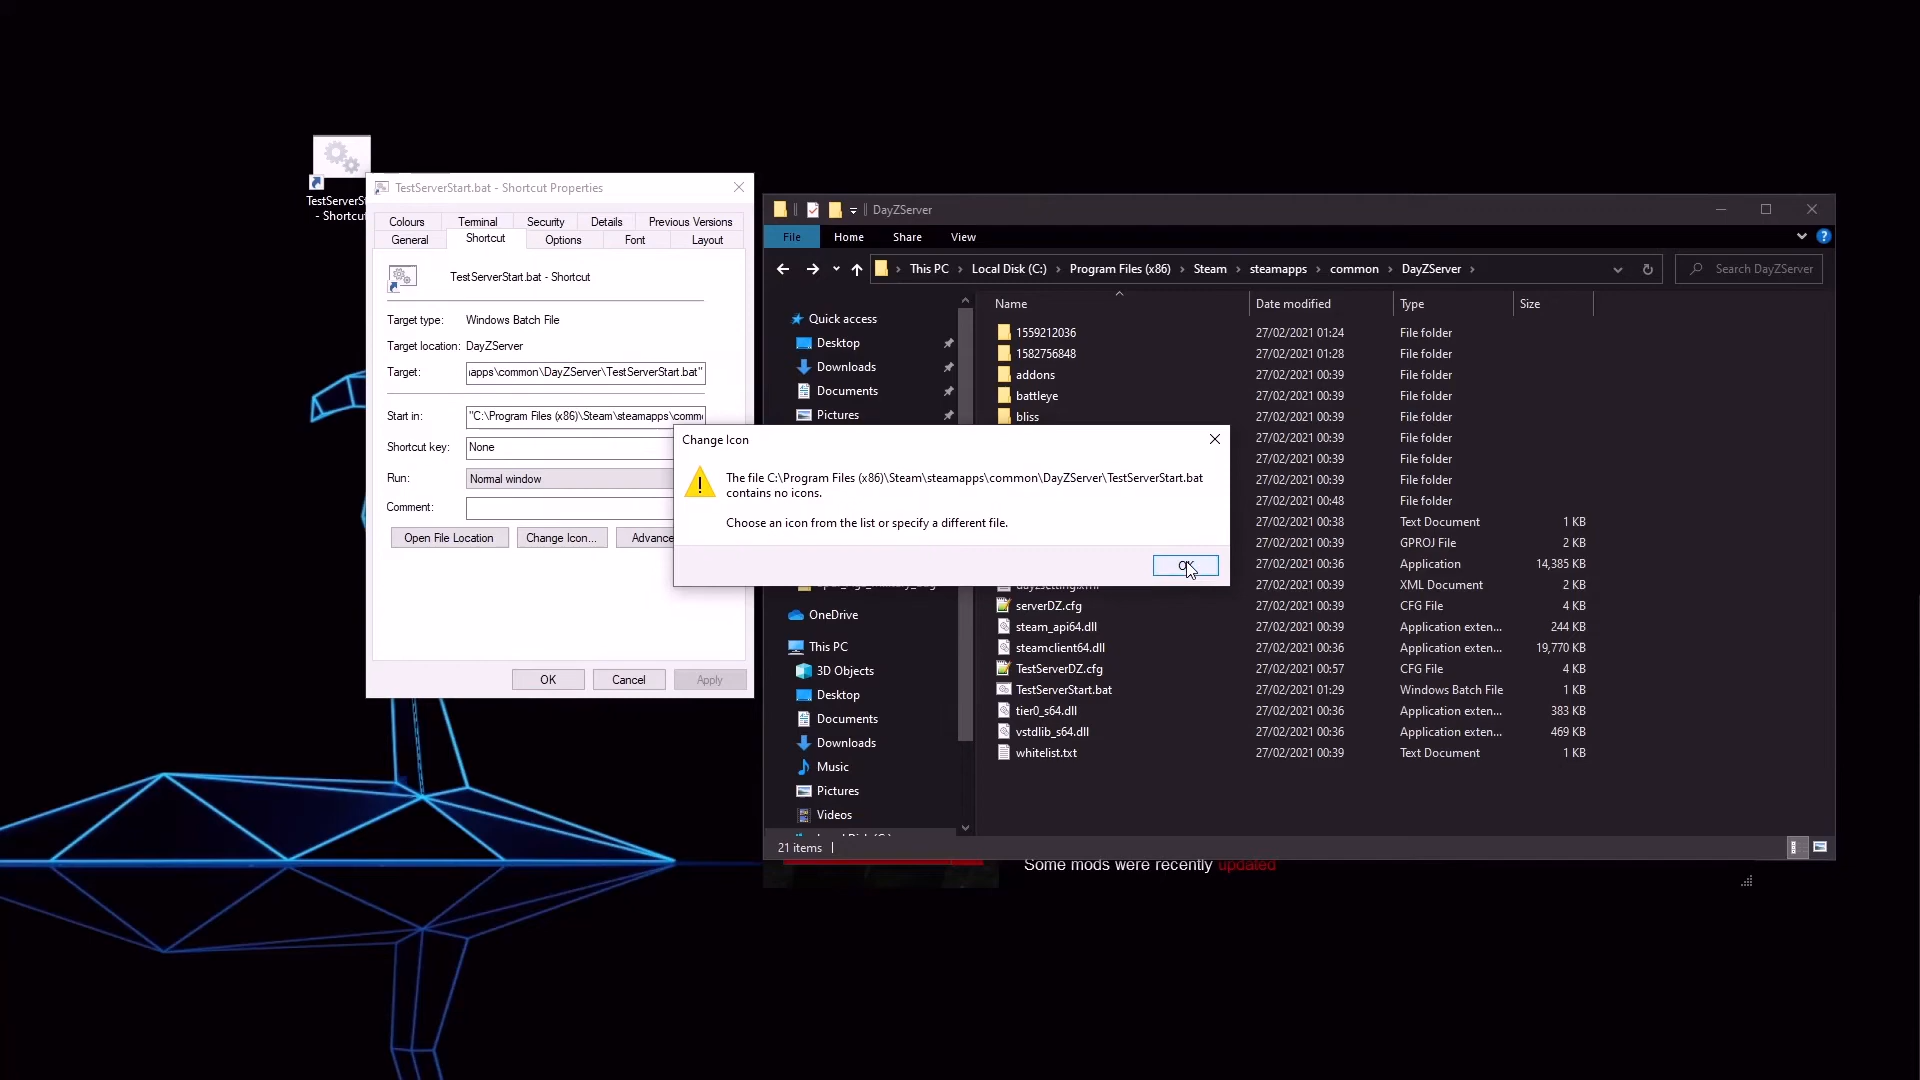 TestServerSt
- Shortcut
TestServerStart.bat - Shortcut Properties
Colours Terminal Security Details Previous Versions
General Shortcut Options Font Layout
TestServerStart.bat - Shortcut
Target type: Windows Batch File
Target location: DayZServer
Target: apps\common\DayZServer\TestServerStart.bat"
Start in: "C:\Program Files (x86)\Steam\steamapps\comm
Shortcut key: None
Run: Normal window
Comment:
Open File Location Change Icon... Advance
OK Cancel Apply
Change Icon
The file C:\Program Files (x86)\Steam\steamapps\common\DayZServer\TestServerStart.bat
contains no icons.
Choose an icon from the list or specify a different file.
OK
DayZServer
File Home Share View
This PC Local Disk (C:) Program Files (x86) Steam steamapps common DayZServer
Search DayZServer
Quick access
Desktop
Downloads
Documents
Pictures
OneDrive
This PC
3D Objects
Desktop
Documents
Downloads
Music
Pictures
Videos
Name Date modified Type Size
1559212036 27/02/2021 01:24 File folder
1582756848 27/02/2021 01:28 File folder
addons 27/02/2021 00:39 File folder
battleye 27/02/2021 00:39 File folder
bliss 27/02/2021 00:39 File folder
27/02/2021 00:39 File folder
27/02/2021 00:39 File folder
27/02/2021 00:39 File folder
27/02/2021 00:48 File folder
27/02/2021 00:38 Text Document 1 KB
27/02/2021 00:39 GPROJ File 2 KB
27/02/2021 00:36 Application 14,385 KB
27/02/2021 00:39 XML Document 2 KB
serverDZ.cfg 27/02/2021 00:39 CFG File 4 KB
steam_api64.dll 27/02/2021 00:39 Application exten... 244 KB
steamclient64.dll 27/02/2021 00:36 Application exten... 19,770 KB
TestServerDZ.cfg 27/02/2021 00:57 CFG File 4 KB
TestServerStart.bat 27/02/2021 01:29 Windows Batch File 1 KB
tier0_s64.dll 27/02/2021 00:36 Application exten... 383 KB
vstdlib_s64.dll 27/02/2021 00:36 Application exten... 469 KB
whitelist.txt 27/02/2021 00:39 Text Document 1 KB
21 items
Some mods were recently updated